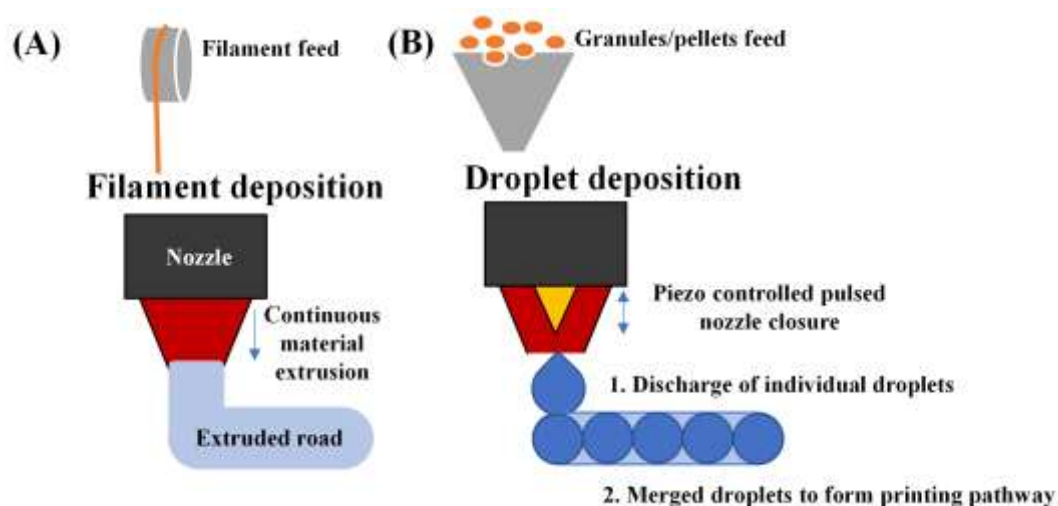 (A)
Filament feed
Filament deposition
Nozzle
Continuous
material
extrusion
Extruded road
(B)
Granules/pellets feed
Droplet deposition
Piezo controlled pulsed
nozzle closure
1. Discharge of individual droplets
2. Merged droplets to form printing pathway